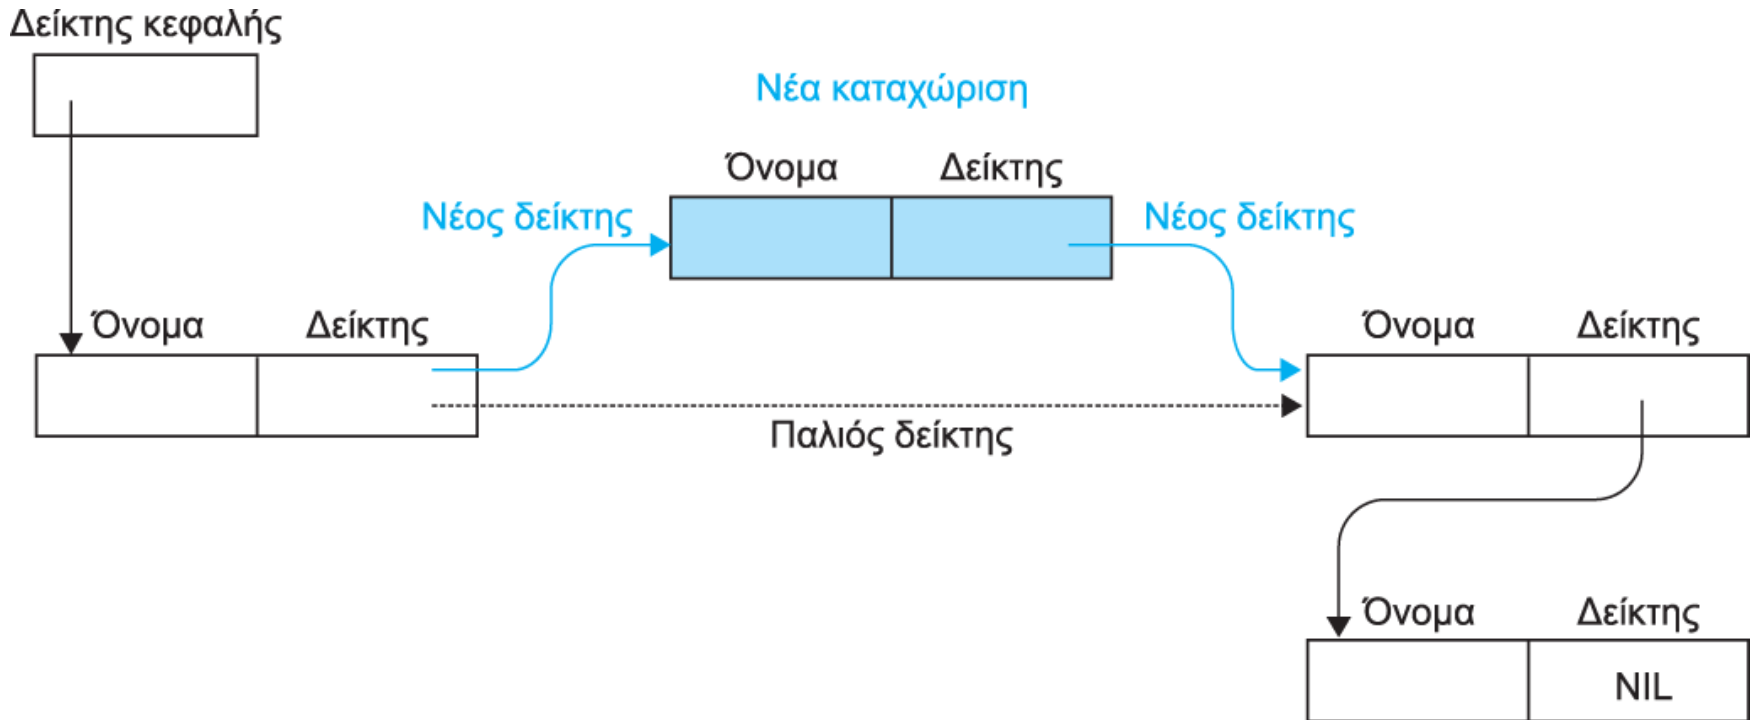 Δείκτης κεφαλής
Νέα καταχώριση
Όνομα Δείκτης
Νέος δείκτης
Νέος δείκτης
Όνομα Δείκτης
Όνομα Δείκτης
Παλιός δείκτης
Όνομα Δείκτης
NIL